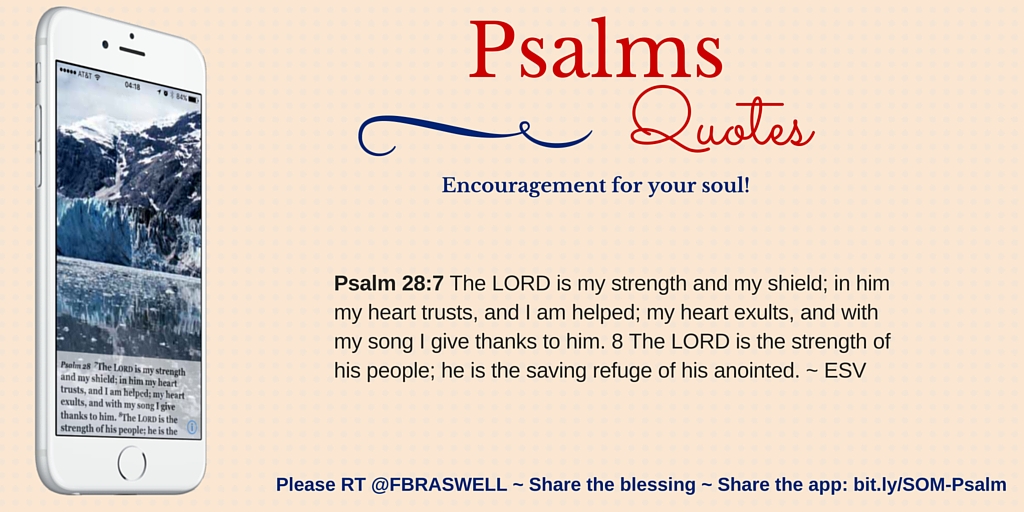 ●●●●● AT&T
04:18
84%
Psalm 28 ⁷The LORD is my strength
and my shield; in him my heart
trusts, and I am helped; my heart
exults, and with my song I give
thanks to him. ⁸The LORD is the
strength of his people; he is the
Psalms
Quotes
Encouragement for your soul!
Psalm 28:7 The LORD is my strength and my shield; in him
my heart trusts, and I am helped; my heart exults, and with
my song I give thanks to him. 8 The LORD is the strength of
his people; he is the saving refuge of his anointed. ~ ESV
Please RT @FBRASWELL ~ Share the blessing ~ Share the app: bit.ly/SOM-Psalm